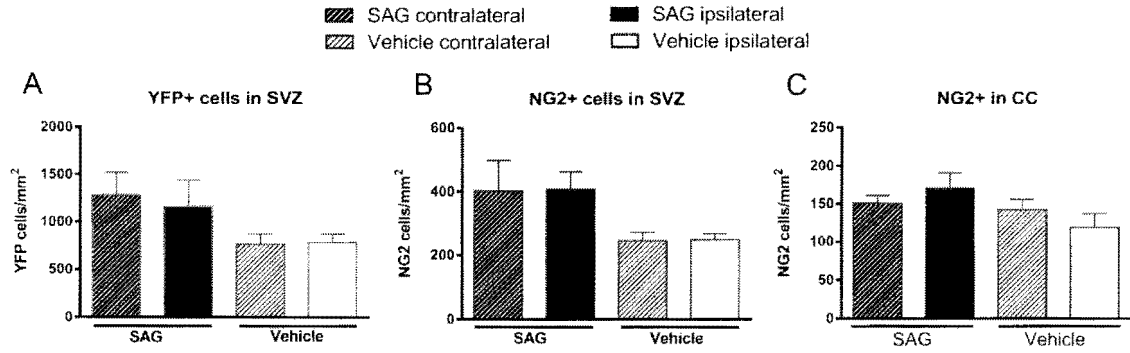 SAG contralateral
SAG ipsilateral
Vehicle contralateral
Vehicle ipsilateral
A
YFP+ cells in SVZ
YFP cells/mm²
2000
1500
1000
500
0
SAG
Vehicle
B
NG2+ cells in SVZ
NG2 cells/mm²
600
400
200
0
SAG
Vehicle
C
NG2+ in CC
NG2 cells/mm²
250
200
150
100
50
0
SAG
Vehicle